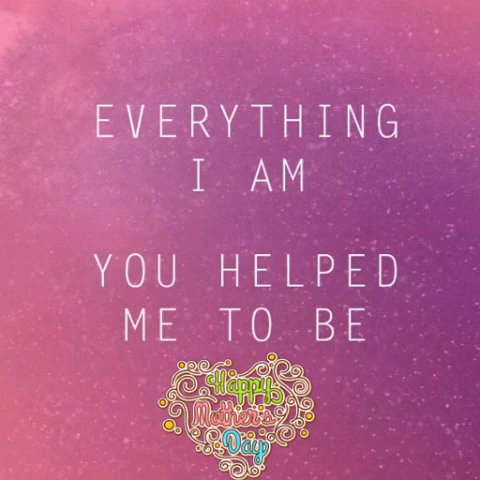 EVERYTHING
I AM
YOU HELPED
ME TO BE
Happy
Mother's
Day